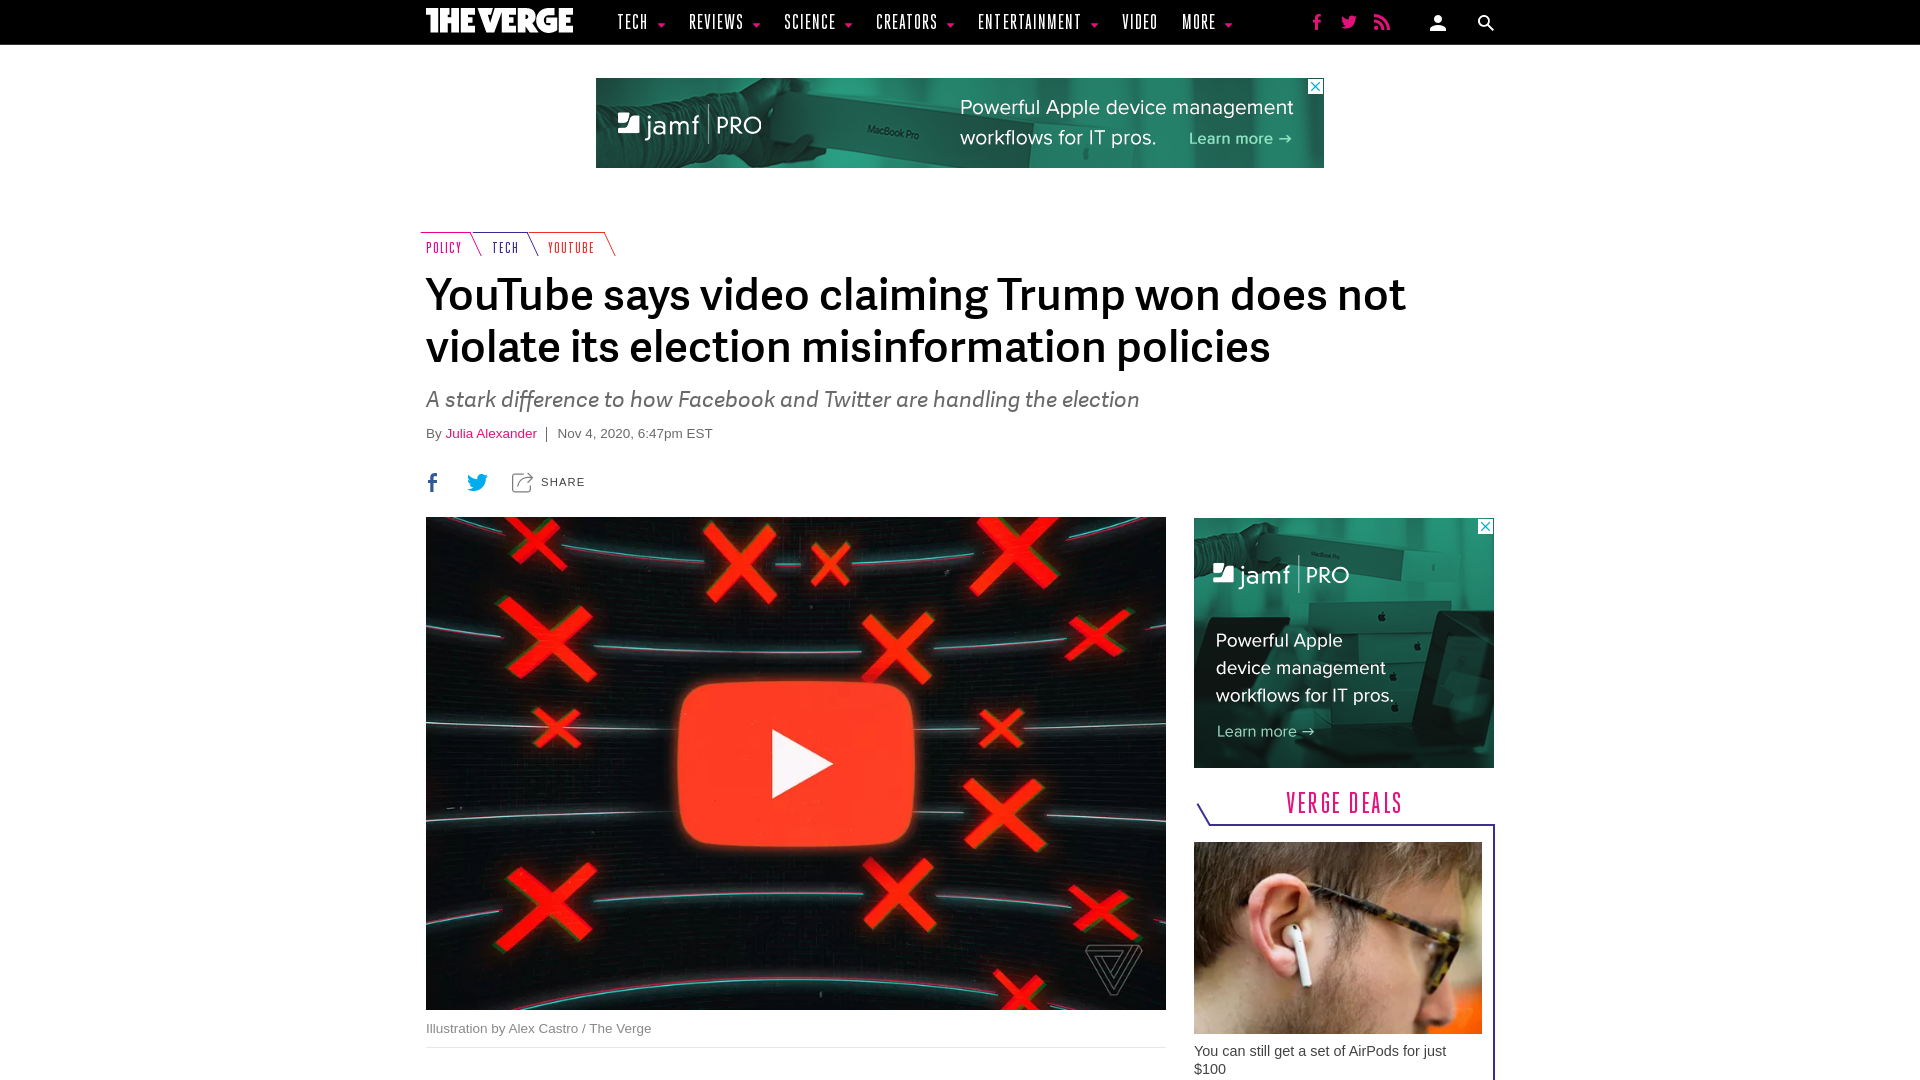 THE VERGE TECH REVIEWS SCIENCE CREATORS ENTERTAINMENT VIDEO MORE
jamf PRO
MacBook Pro
Powerful Apple device management
workflows for IT pros. Learn more →
POLICY TECH YOUTUBE
YouTube says video claiming Trump won does not
violate its election misinformation policies
A stark difference to how Facebook and Twitter are handling the election
By Julia Alexander | Nov 4, 2020, 6:47pm EST
SHARE
Illustration by Alex Castro / The Verge
MacBook Pro
jamf PRO
Powerful Apple
device management
workflows for IT pros.
Learn more →
VERGE DEALS
You can still get a set of AirPods for just
$100